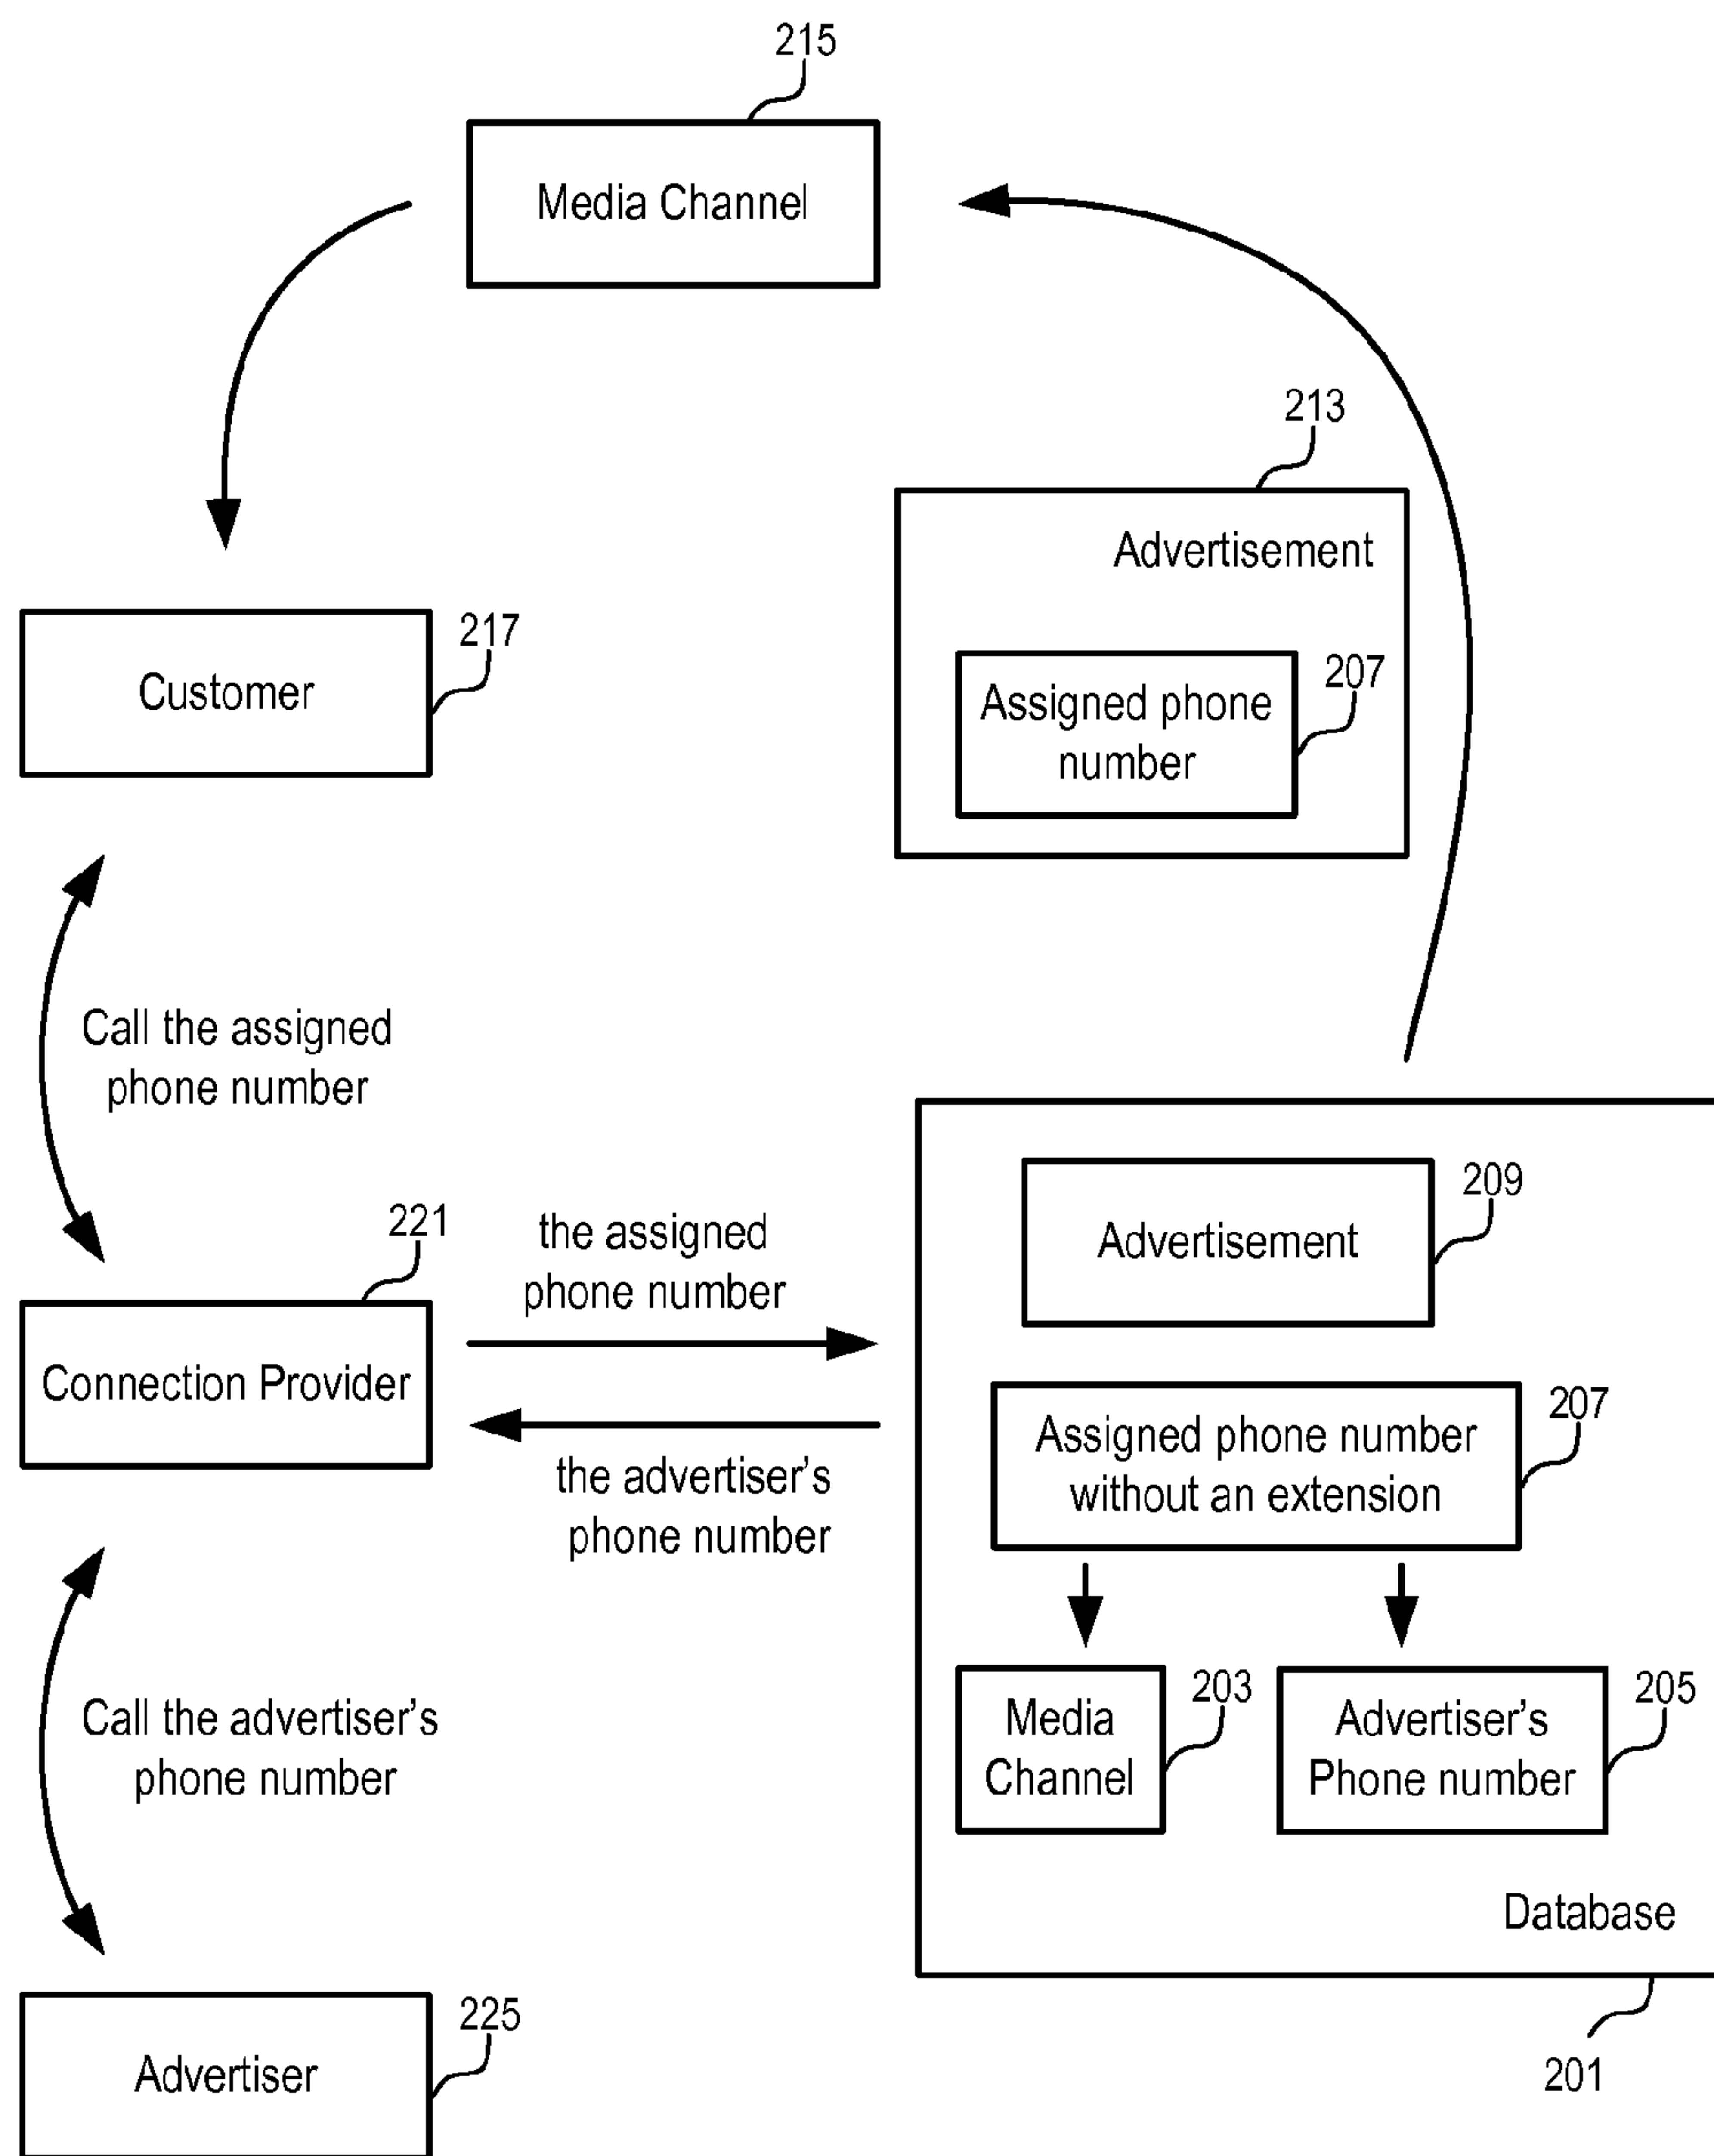 215
Media Channel
213
Advertisement
207
Assigned phone
number
217
Customer
Call the assigned
phone number
221
Connection Provider
the assigned
phone number
the advertiser's
phone number
209
Advertisement
207
Assigned phone number
without an extension
203
Media
Channel
205
Advertiser's
Phone number
Database
201
Call the advertiser's
phone number
225
Advertiser